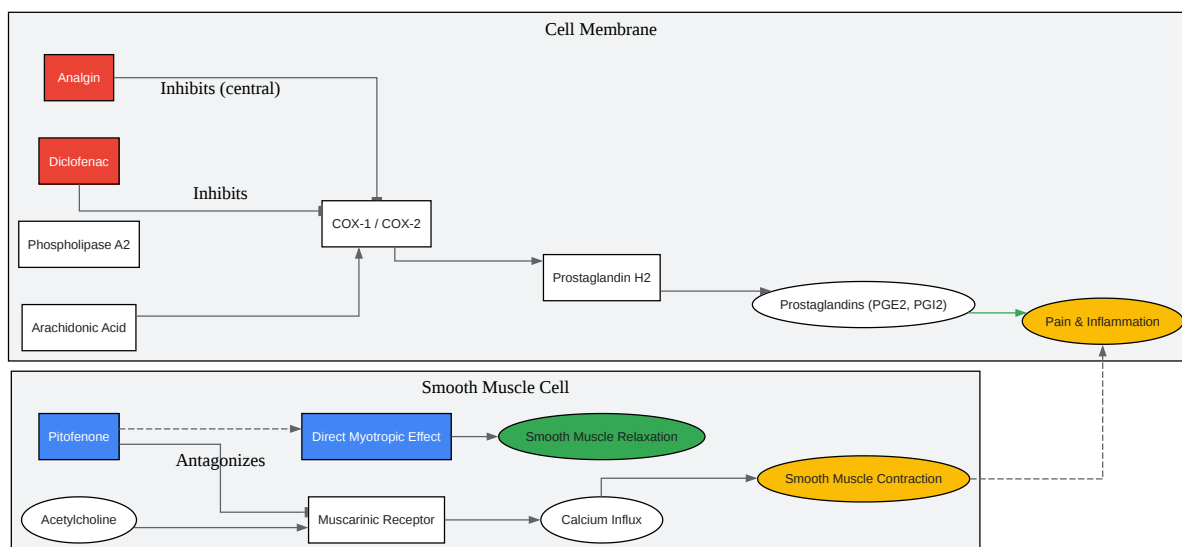 Cell Membrane
Analgin
Inhibits (central)
Diclofenac
Inhibits
COX-1 / COX-2
Phospholipase A2
Prostaglandin H2
Prostaglandins (PGE2, PGI2)
Arachidonic Acid
Pain & Inflammation
Smooth Muscle Cell
Pitofenone
Direct Myotropic Effect
Smooth Muscle Relaxation
Antagonizes
Smooth Muscle Contraction
Acetylcholine
Muscarinic Receptor
Calcium Influx